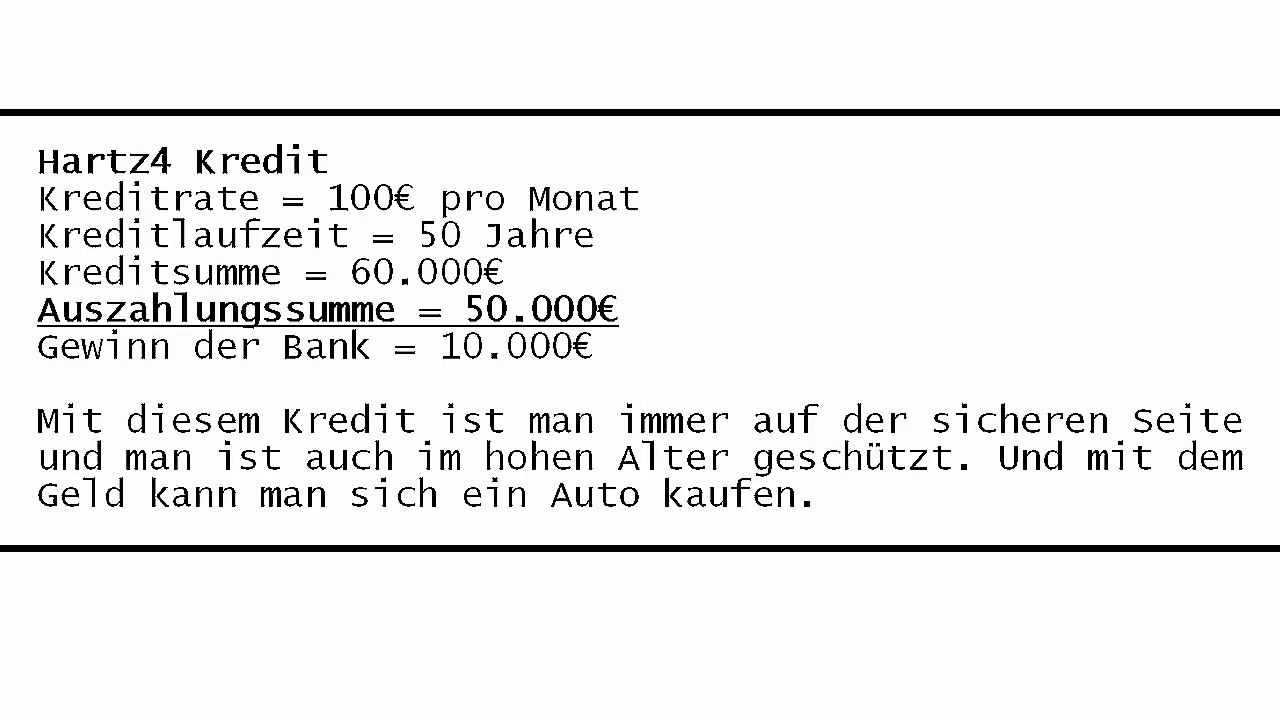 Hartz4 Kredit
Kreditrate = 100€ pro Monat
Kreditlaufzeit = 50 Jahre
Kreditsumme = 60.000€
Auszahlungssumme = 50.000€
Gewinn der Bank = 10.000€
Mit diesem Kredit ist man immer auf der sicheren Seite
und man ist auch im hohen Alter geschützt. Und mit dem
Geld kann man sich ein Auto kaufen.